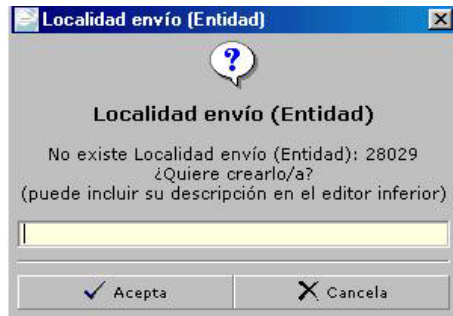 Localidad envío (Entidad)
Localidad envío (Entidad)
No existe Localidad envío (Entidad): 28029
¿Quiere crearlo/a?
(puede incluir su descripción en el editor inferior)
Acepta
Cancela